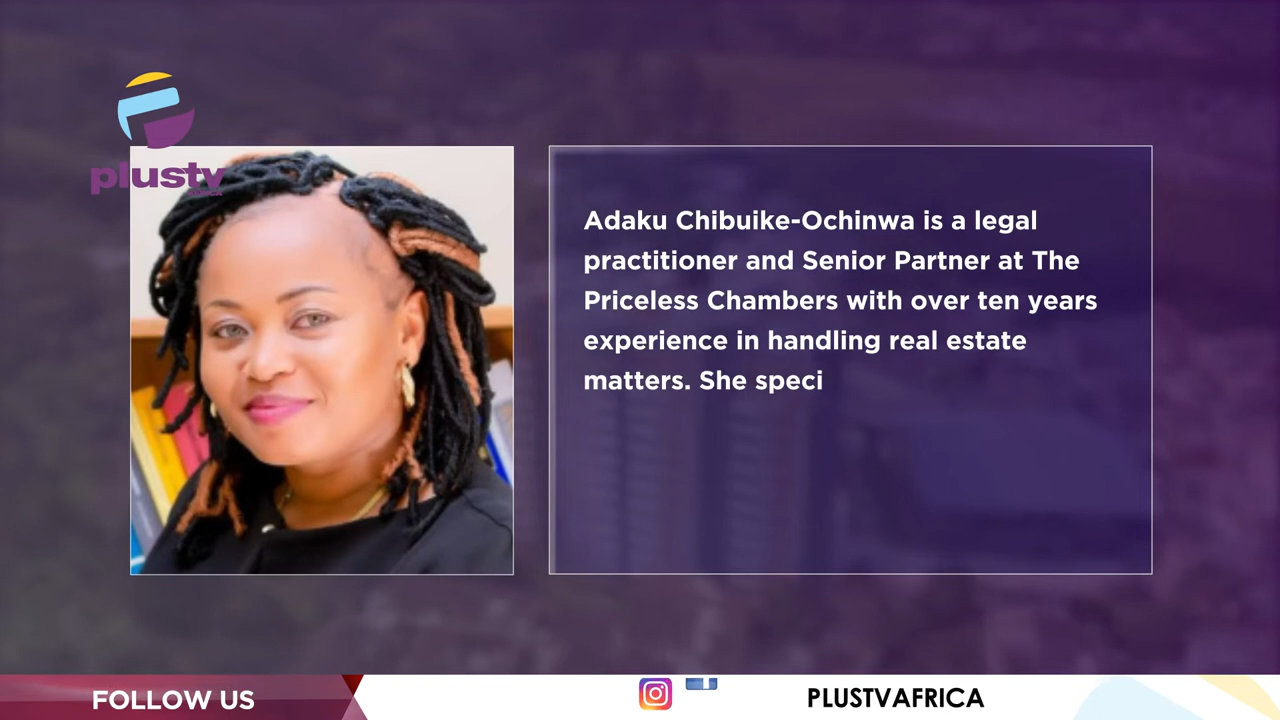 plustv
AFRICA
Adaku Chibuike-Ochinwa is a legal
practitioner and Senior Partner at The
Priceless Chambers with over ten years
experience in handling real estate
matters. She speci
FOLLOW US
PLUSTVAFRICA